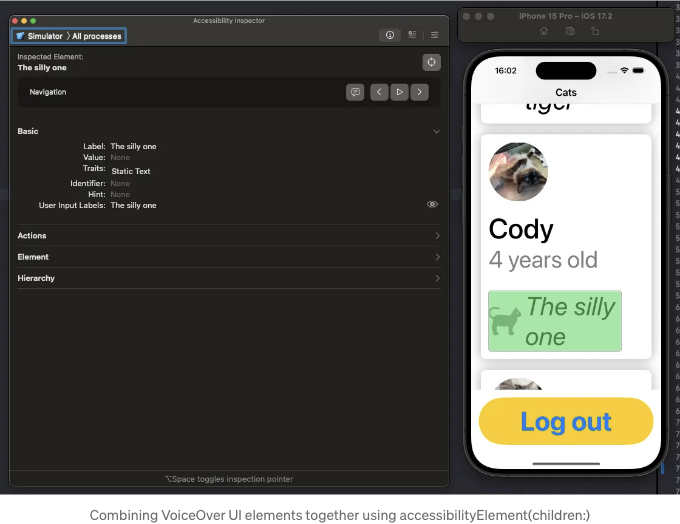 Accessibility Inspector
Simulator 〉All processes
Inspected Element:
The silly one
Navigation
Basic
Label: The silly one
Value: None
Traits: Static Text
Identifier: None
Hint: None
User Input Labels: The silly one
Actions
Element
Hierarchy
⌥Space toggles inspection pointer
iPhone 15 Pro – iOS 17.2
16:02
Cats
tiger
Cody
4 years old
The silly
one
Log out
Combining VoiceOver UI elements together using accessibilityElement(children:)